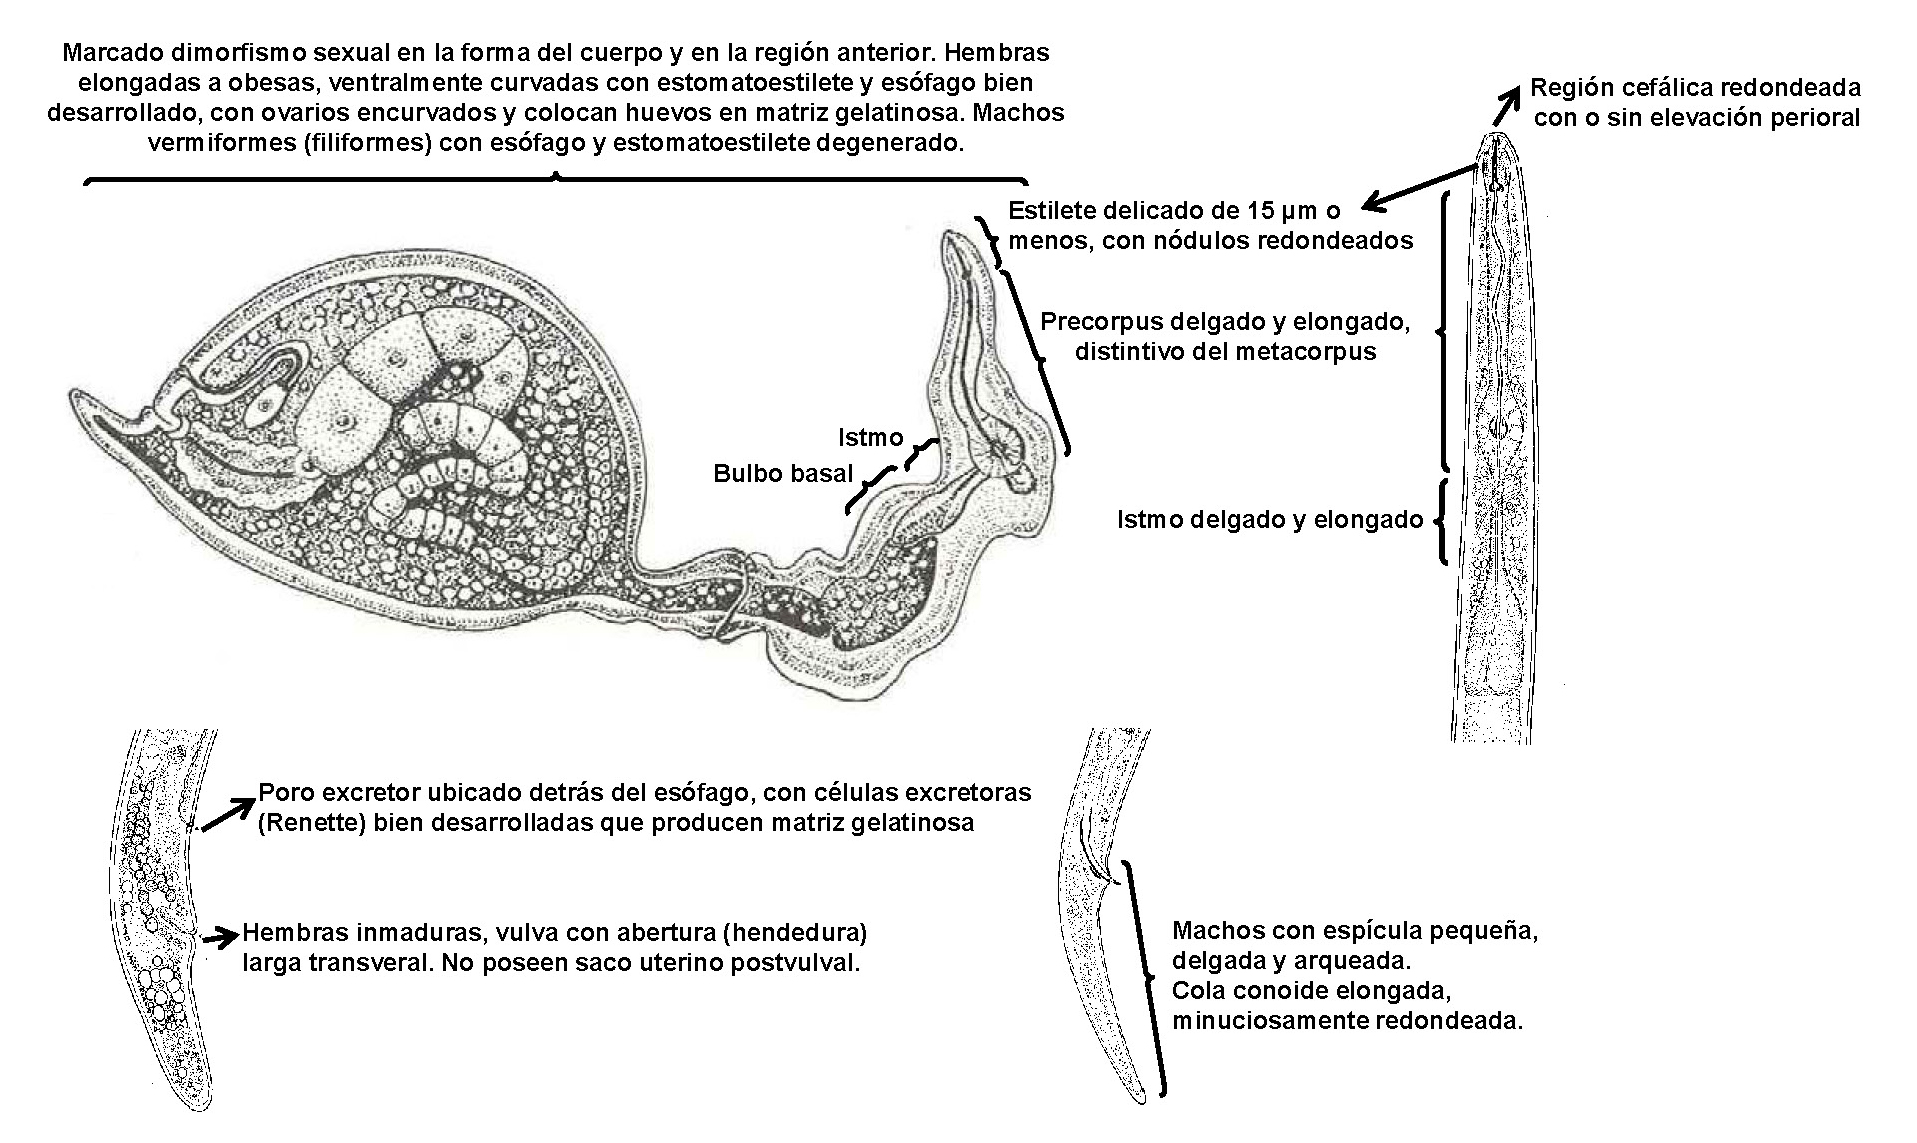 Marcado dimorfismo sexual en la forma del cuerpo y en la región anterior. Hembras
elongadas a obesas, ventralmente curvadas con estomatoestilete y esófago bien
desarrollado, con ovarios encurvados y colocan huevos en matriz gelatinosa. Machos
vermiformes (filiformes) con esófago y estomatoestilete degenerado.
Región cefálica redondeada
con o sin elevación perioral
Estilete delicado de 15 µm o
menos, con nódulos redondeados
Precorpus delgado y elongado,
distintivo del metacorpus
Istmo
Bulbo basal
Istmo delgado y elongado
Poro excretor ubicado detrás del esófago, con células excretoras
(Renette) bien desarrolladas que producen matriz gelatinosa
Hembras inmaduras, vulva con abertura (hendedura)
larga transveral. No poseen saco uterino postvulval.
Machos con espícula pequeña,
delgada y arqueada.
Cola conoide elongada,
minuciosamente redondeada.